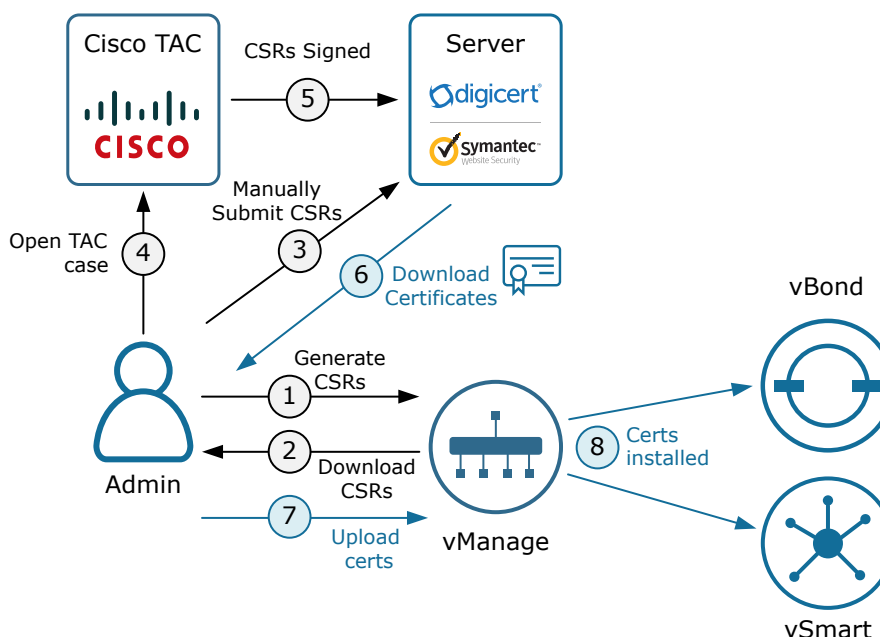 Cisco TAC
CISCO
CSRs Signed
5
Server
digicert®
Symantec™
Website Security
Manually
Submit CSRs
3
Open TAC
case
4
6
Download
Certificates
vBond
Generate
CSRs
1
2
Download
CSRs
Admin
7
Upload
certs
vManage
8
Certs
installed
vSmart